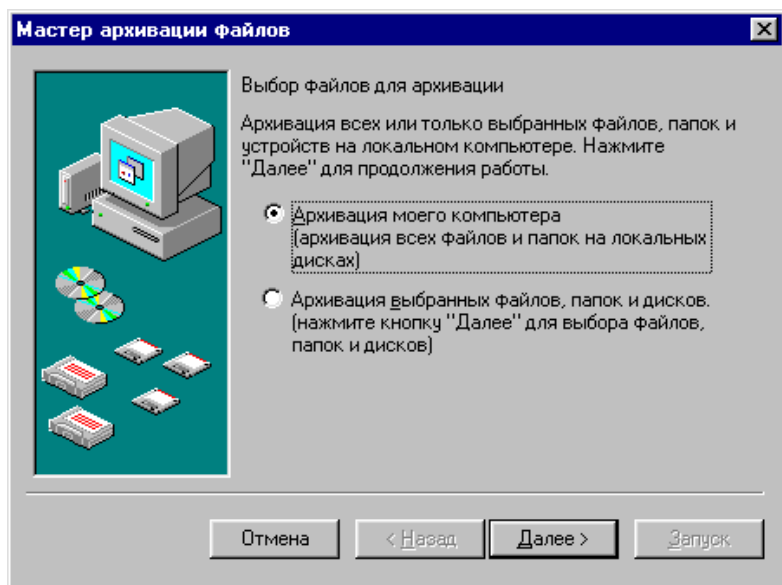 Мастер архивации файлов
Выбор файлов для архивации
Архивация всех или только выбранных файлов, папок и
устройств на локальном компьютере. Нажмите
"Далее" для продолжения работы.
Архивация моего компьютера
(архивация всех файлов и папок на локальных
дисках)
Архивация выбранных файлов, папок и дисков.
(нажмите кнопку "Далее" для выбора файлов,
папок и дисков)
Отмена
< Назад
Далее >
Запуск